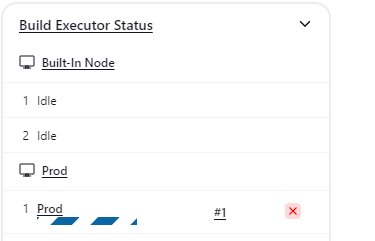 Build Executor Status
Built-In Node
1 Idle
2 Idle
Prod
1 Prod #1